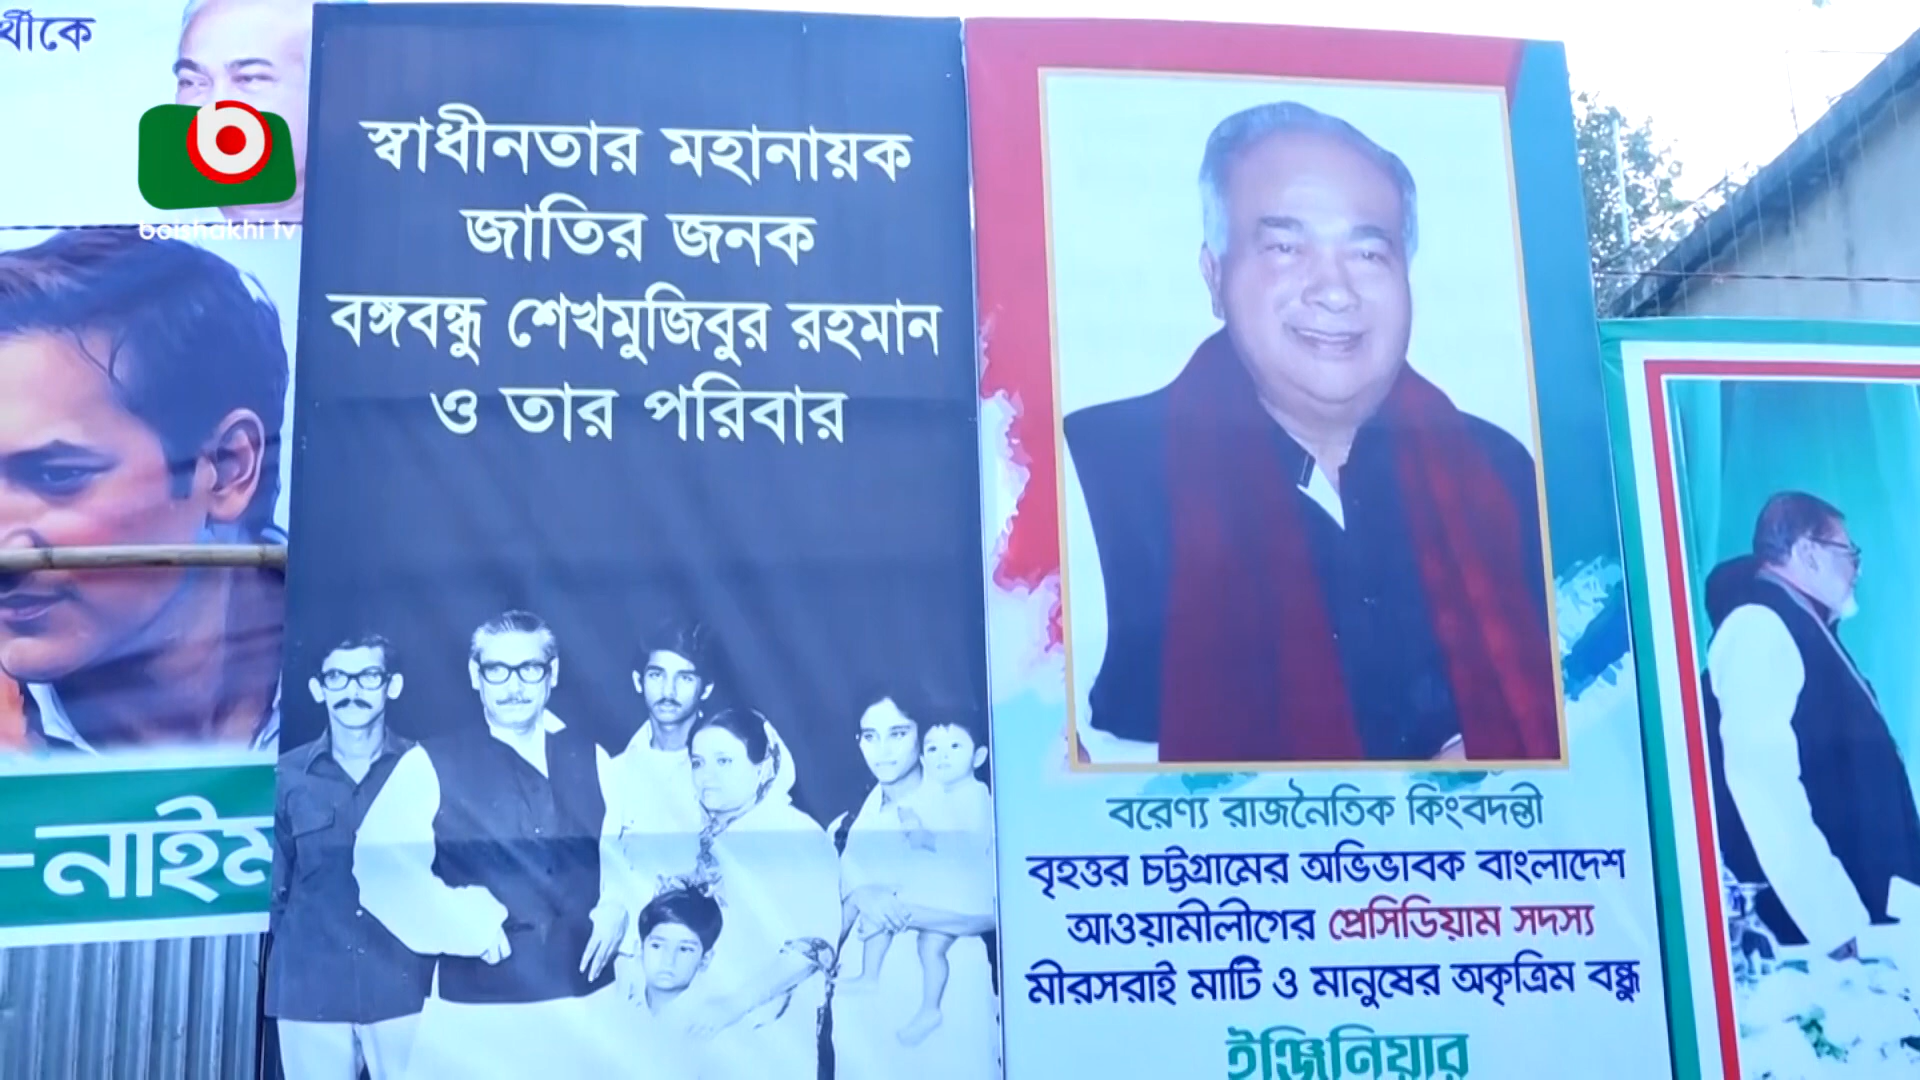 র্থীকে
boishakhi tv
স্বাধীনতার মহানায়ক
জাতির জনক
বঙ্গবন্ধু শেখমুজিবুর রহমান
ও তার পরিবার
-নাইম
বরেণ্য রাজনৈতিক কিংবদন্তী
বৃহত্তর চট্টগ্রামের অভিভাবক বাংলাদেশ
আওয়ামীলীগের প্রেসিডিয়াম সদস্য
মীরসরাই মাটি ও মানুষের অকৃত্রিম বন্ধু
ইঞ্জিনিয়ার